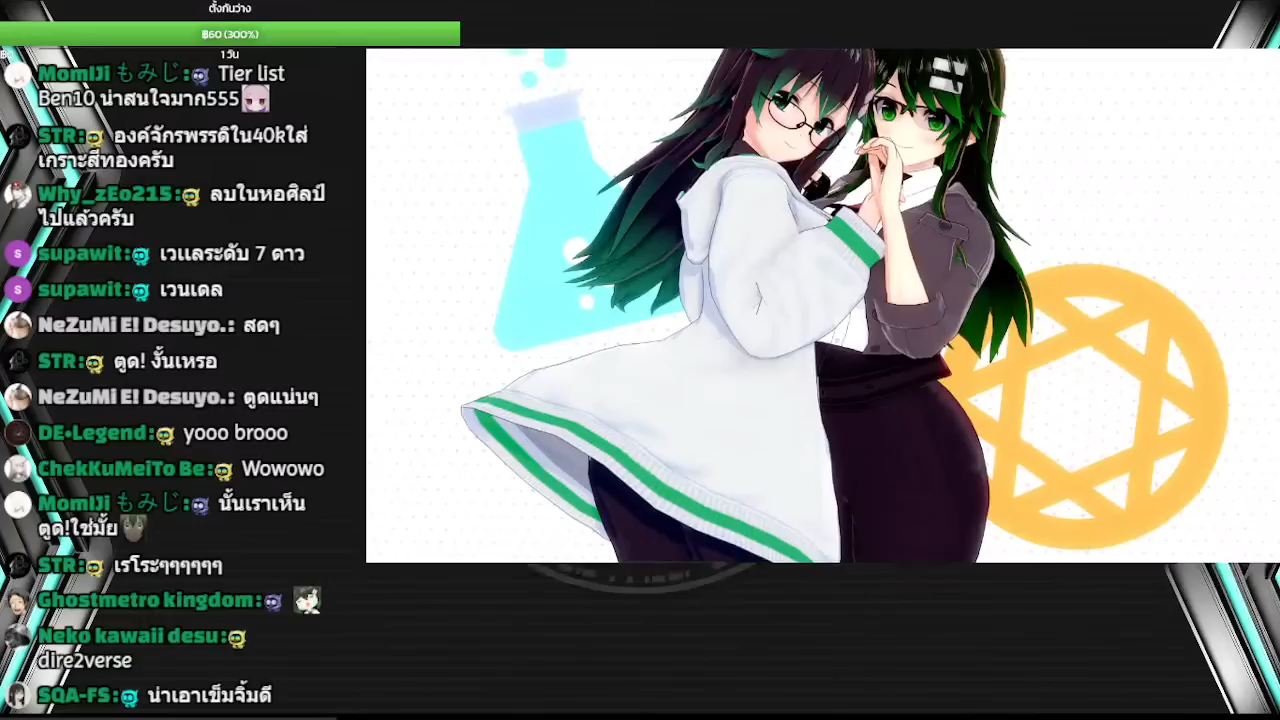 ตั้งกันว่าง
฿60 (300%)
1 วัน
MomIJi もみじ: Tier list
Ben10 น่าสนใจมาก555
STR: องค์จักรพรรดิใน40kใส่
เกราะสีทองครับ
Why_zEo215: ลบในหอศิลป์
ไปแล้วครับ
supawit: เวเเลระดับ 7 ดาว
supawit: เวนเดล
NeZuMi E! Desuyo.: สดๆ
STR: ตูด! งั้นเหรอ
NeZuMi E! Desuyo.: ตูดแน่นๆ
DE•Legend: yooo brooo
ChekKuMeiTo Be: Wowowo
MomIJi もみじ: นั้นเราเห็น
ตูด!ใช่มั้ย
STR: เรโระๆๆๆๆๆๆ
Ghostmetro kingdom:
Neko kawaii desu:
dire2verse
SQA-FS: น่าเอาเข็มจิ้มดี